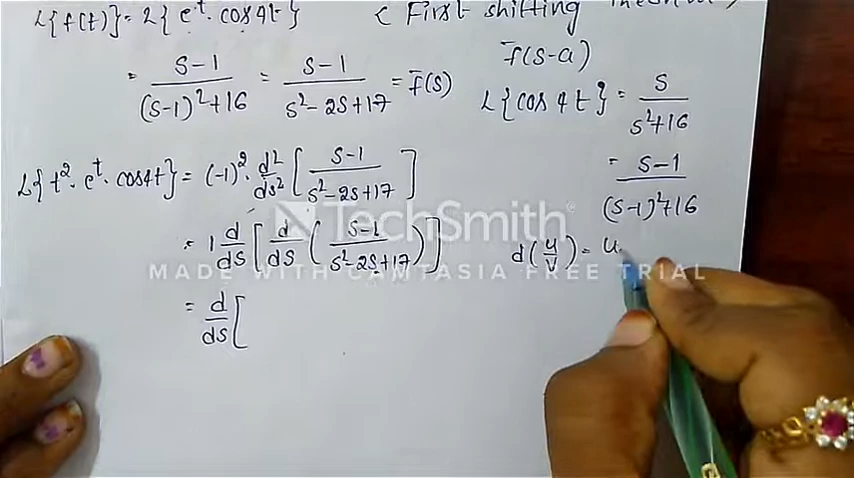 L{f(t)} = L{e^t · cos4t} ( First shifting theorem)
= (s-1)/((s-1)²+16) = (s-1)/(s²-2s+17) = f̄(s)
f̄(s-a)
L{cos4t} = s/(s²+16)
= (s-1)/((s-1)²+16)
L{t² · e^t · cos4t} = (-1)² · d²/ds² [ (s-1)/(s²-2s+17) ]
= 1 d/ds [ d/ds ( (s-1)/(s²-2s+17) ) ]
d(u/v) = u
= d/ds [
TechSmith
MADE WITH CAMTASIA FREE TRIAL